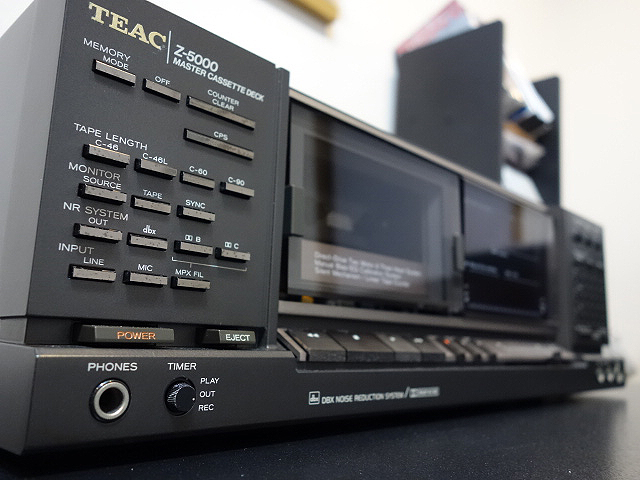 TEAC
Z-5000
MASTER CASSETTE DECK
MEMORY
MODE
OFF
COUNTER
CLEAR
CPS
TAPE LENGTH
C-46
C-46L
C-60
C-90
MONITOR
SOURCE
TAPE
SYNC
NR SYSTEM
OUT
dbx
B
C
INPUT
LINE
MIC
MPX FIL
POWER
EJECT
PHONES
TIMER
PLAY
OUT
REC
dbx DBX NOISE REDUCTION SYSTEM /